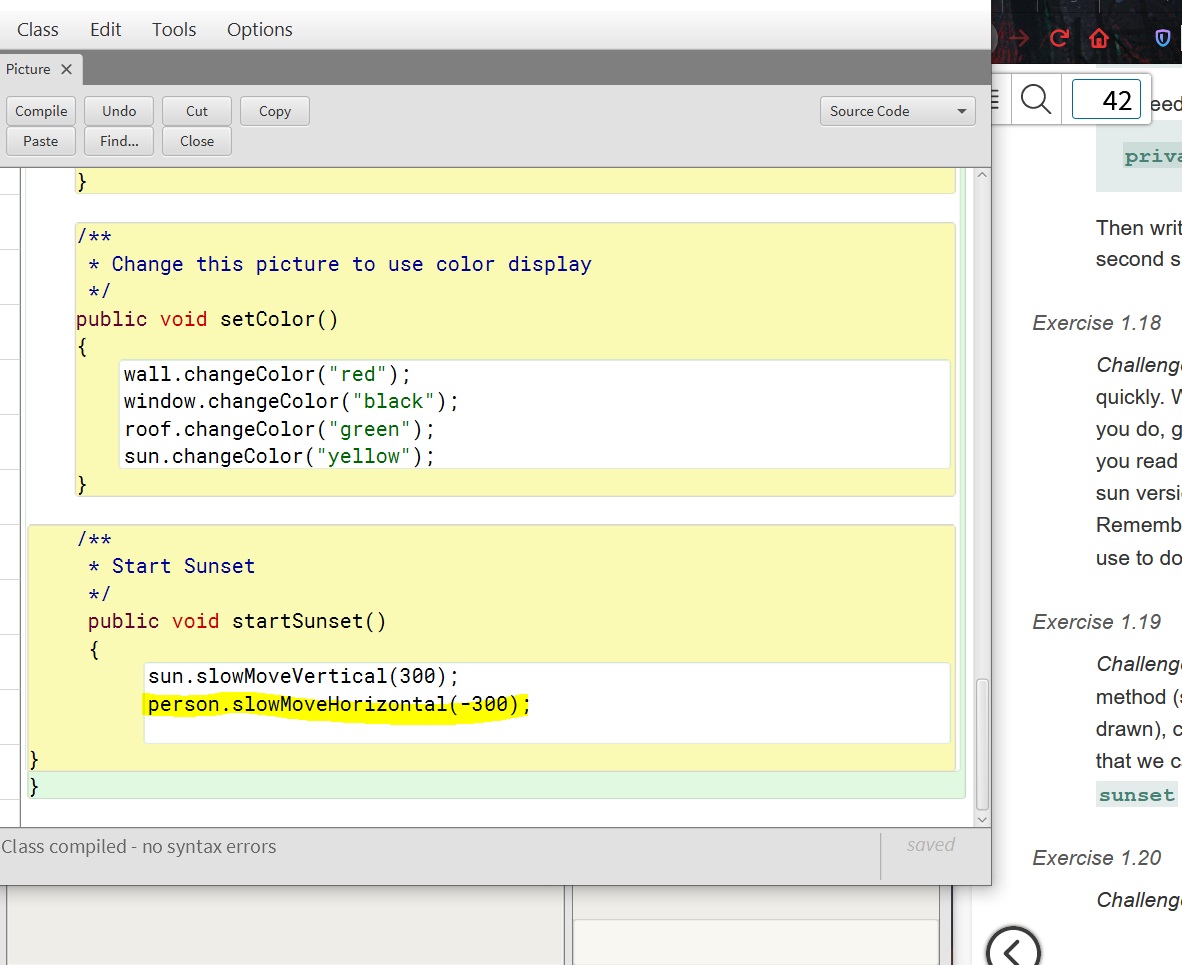 Class Edit Tools Options
Picture
Compile Undo Cut Copy Source Code
Paste Find... Close
42
}
/**
* Change this picture to use color display
*/
public void setColor()
{
wall.changeColor("red");
window.changeColor("black");
roof.changeColor("green");
sun.changeColor("yellow");
}
/**
* Start Sunset
*/
public void startSunset()
{
sun.slowMoveVertical(300);
person.slowMoveHorizontal(-300);
}
}
Class compiled - no syntax errors
saved
eed
priva
Then writ
second s
Exercise 1.18
Challenge
quickly. W
you do, g
you read
sun versi
Rememb
use to do
Exercise 1.19
Challenge
method (s
drawn), c
that we c
sunset
Exercise 1.20
Challeng